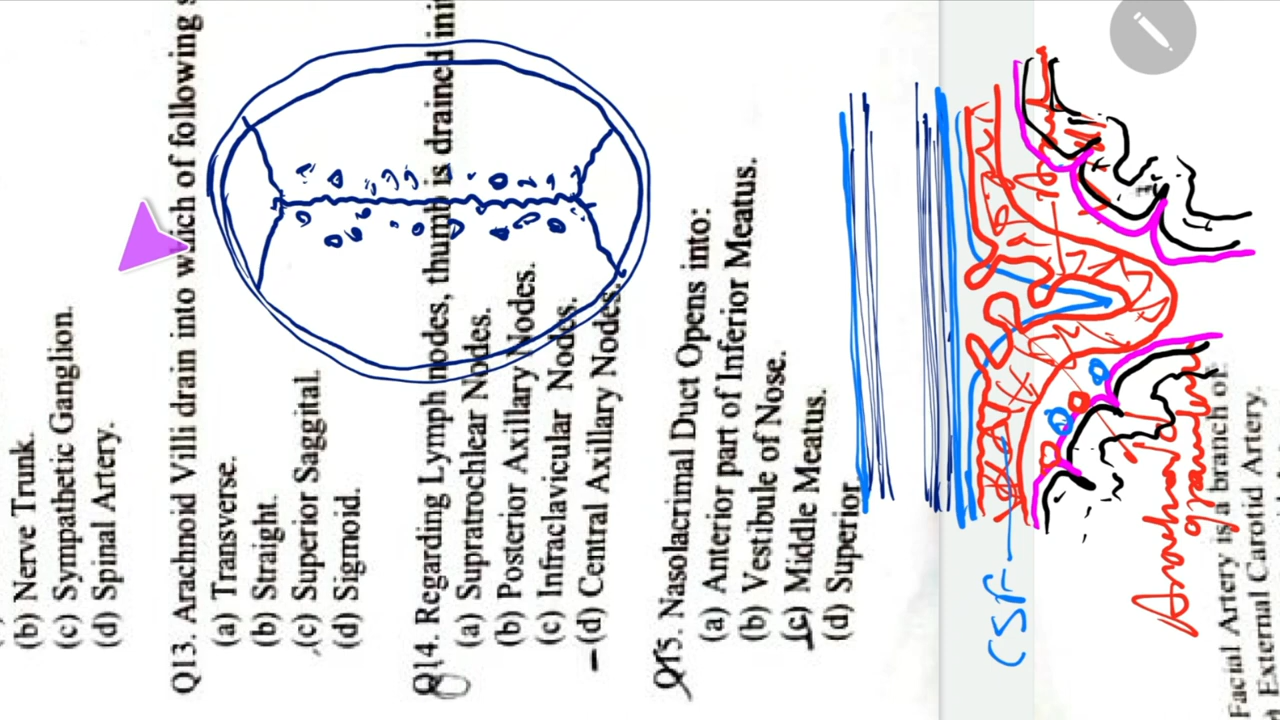 (b) Nerve Trunk.
(c) Sympathetic Ganglion.
(d) Spinal Artery.
Q13. Arachnoid Villi drain into which of following
(a) Transverse.
(b) Straight.
(c) Superior Saggital.
(d) Sigmoid.
Q14. Regarding Lymph nodes, thumb is drained ini
(a) Supratrochlear Nodes.
(b) Posterior Axillary Nodes.
(c) Infraclavicular Nodes.
(d) Central Axillary Nodes.
Q15. Nasolacrimal Duct Opens into:
(a) Anterior part of Inferior Meatus.
(b) Vestibule of Nose.
(c) Middle Meatus.
(d) Superior
CSF
Facial Artery is a branch of
External Carotid Artery.